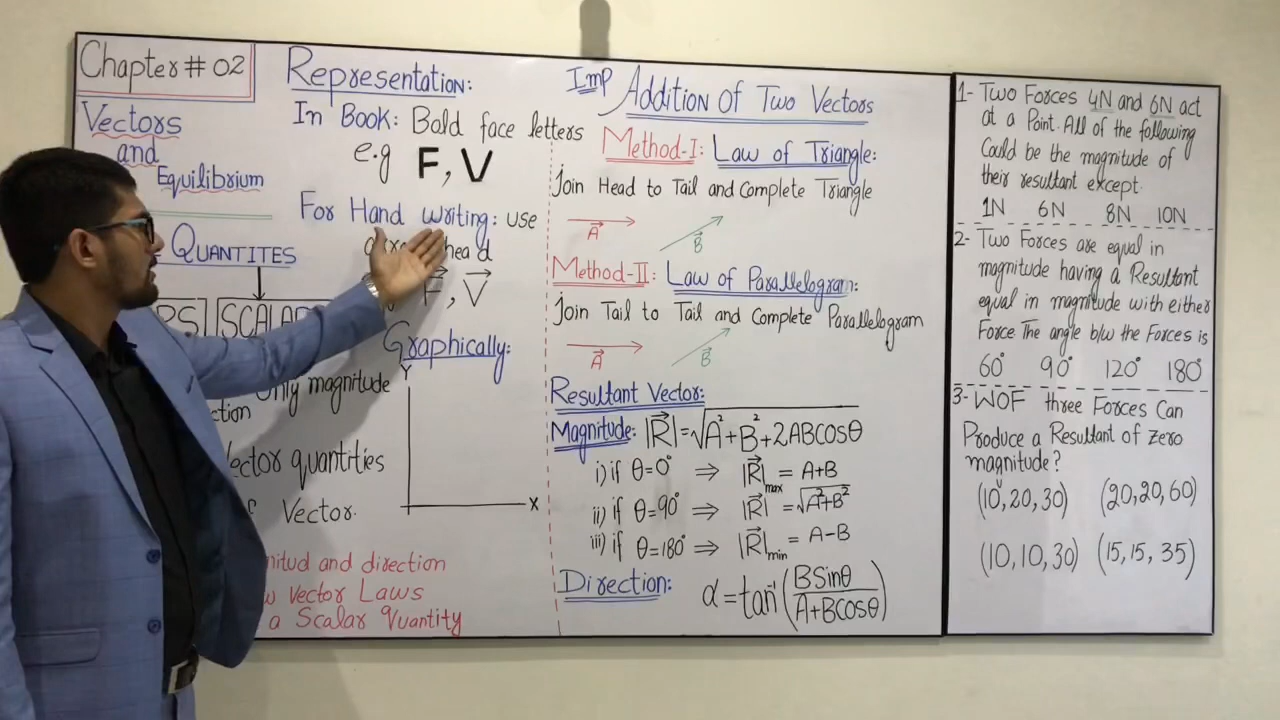 Chapter # 02
Vectors
and
Equilibrium
QUANTITES
only magnitude
ction
ector quantities
Vector.
nitud and direction
w vector Laws
a Scalar Quantity
Representation:
In Book: Bold face letters
e.g F, V
For Hand writing: use
F, V
Graphically:
Y
X
Imp Addition Of Two Vectors
Method-I: Law of Triangle:
Join Head to Tail and Complete Triangle
A⃗ B⃗
Method-II: Law of Parallelogram:
Join Tail to Tail and Complete Parallelogram
A⃗ B⃗
Resultant Vector:
Magnitude: |R⃗|=√A²+B²+2ABCosθ
i) if θ=0° ⇒ |R⃗|max = A+B
ii) if θ=90° ⇒ |R⃗| = √A²+B²
iii) if θ=180° ⇒ |R⃗|min = A-B
Direction: α=tan⁻¹(BSinθ/A+BCosθ)
1- Two Forces 4N and 6N act
at a Point. All of the following
Could be the magnitude of
their resultant except.
1N 6N 8N 10N
2- Two Forces are equal in
magnitude having a Resultant
equal in magnitude with either
Force The angle b/w the Forces is
60° 90° 120° 180°
3- WOF three Forces Can
Produce a Resultant of Zero
magnitude?
(10,20,30) (20,20,60)
(10,10,30) (15,15,35)